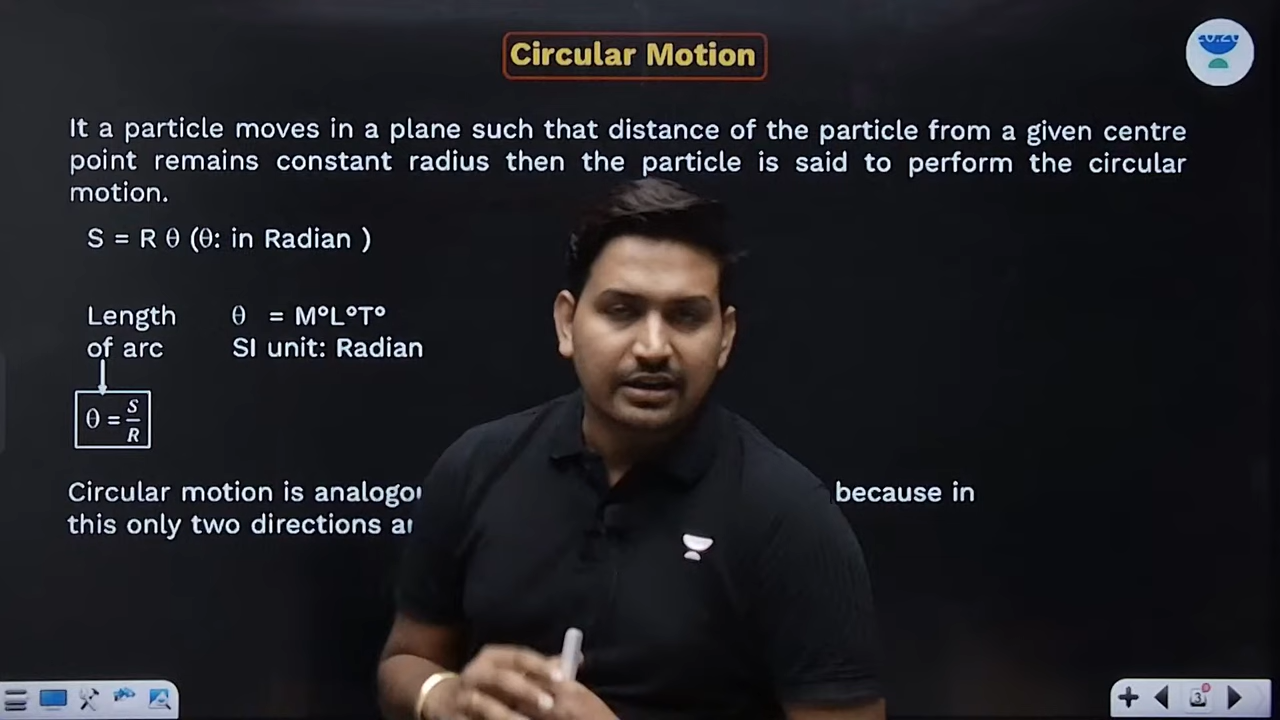 Circular Motion
It a particle moves in a plane such that distance of the particle from a given centre
point remains constant radius then the particle is said to perform the circular
motion.
S = R θ (θ: in Radian )
Length
of arc
θ = M°L°T°
SI unit: Radian
θ = S/R
Circular motion is because in
this only two directions
3